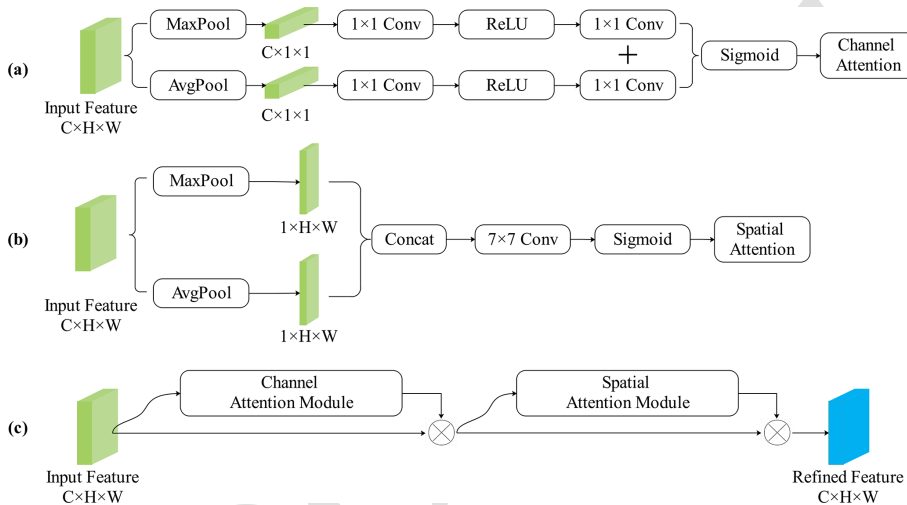 (a)
Input Feature
C×H×W
MaxPool
C×1×1
1×1 Conv
ReLU
1×1 Conv
+
AvgPool
C×1×1
1×1 Conv
ReLU
1×1 Conv
Sigmoid
Channel
Attention
(b)
Input Feature
C×H×W
MaxPool
1×H×W
AvgPool
1×H×W
Concat
7×7 Conv
Sigmoid
Spatial
Attention
(c)
Input Feature
C×H×W
Channel
Attention Module
Spatial
Attention Module
Refined Feature
C×H×W